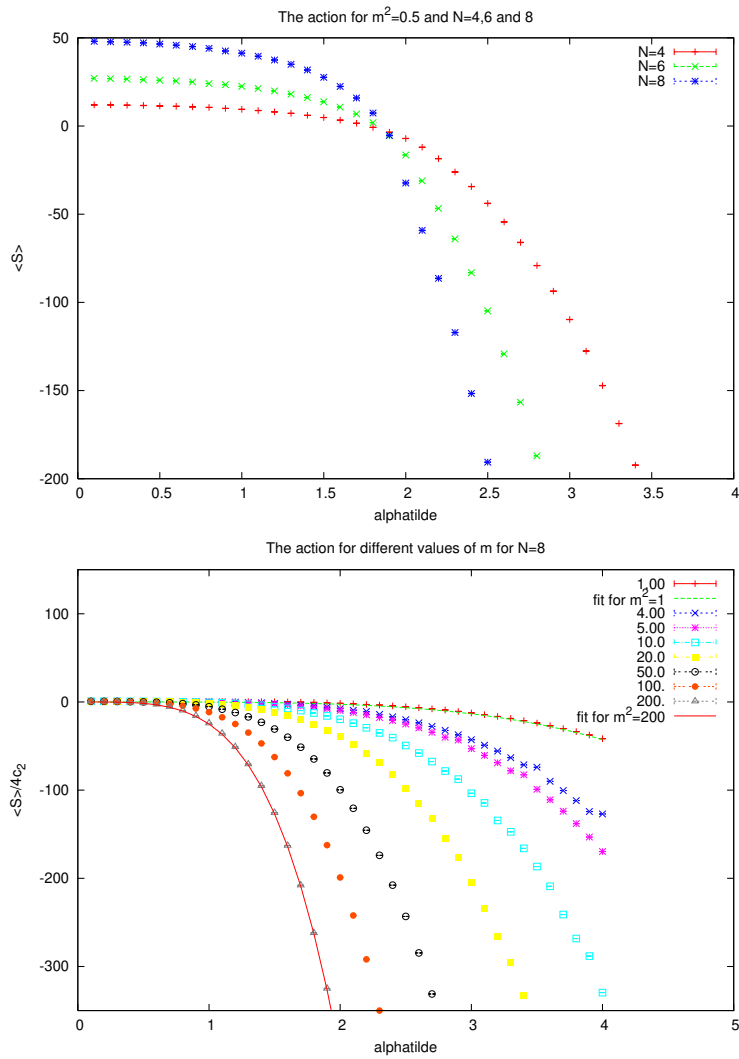 The action for m²=0.5 and N=4,6 and 8
N=4
N=6
N=8
50
0
-50
-100
-150
-200
<S>
0 0.5 1 1.5 2 2.5 3 3.5 4
alphatilde
The action for different values of m for N=8
1.00
fit for m²=1
4.00
5.00
10.0
20.0
50.0
100.
200.
fit for m²=200
100
0
-100
-200
-300
<S>/4c₂
0 1 2 3 4 5
alphatilde